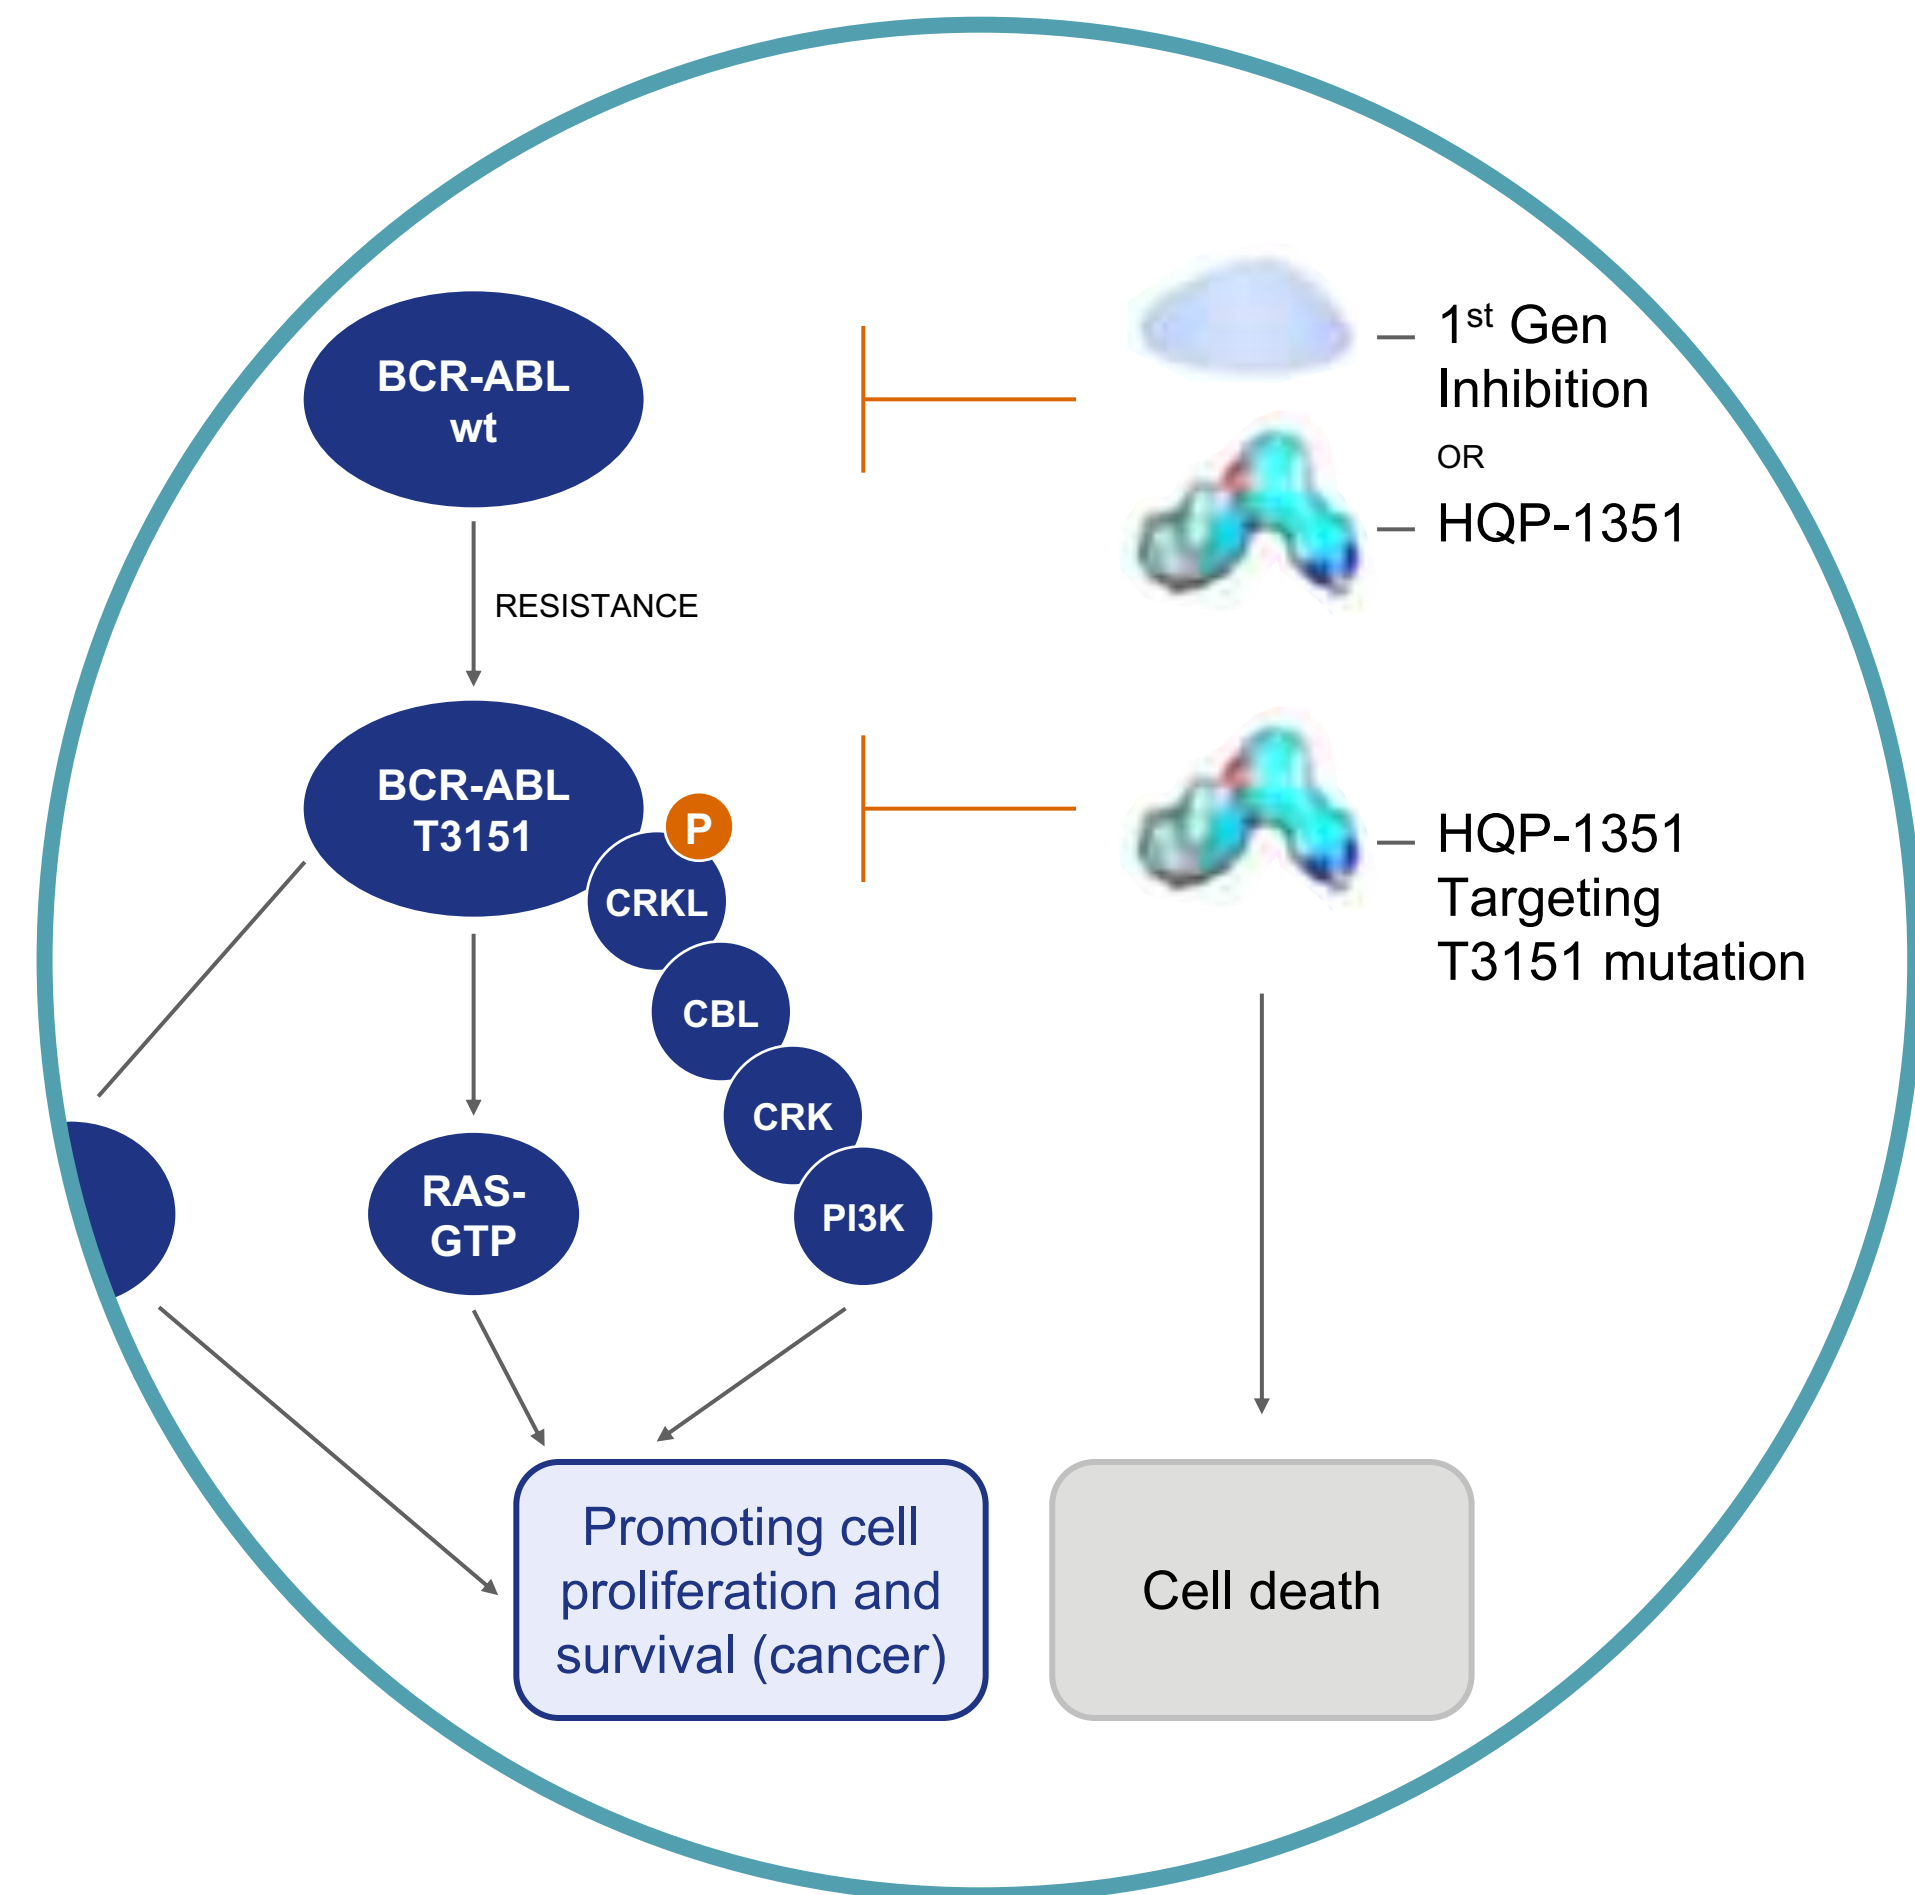 BCR-ABL
wt
1st Gen
Inhibition
OR
HQP-1351
RESISTANCE
BCR-ABL
T3151
P
CRKL
CBL
CRK
PI3K
HQP-1351
Targeting
T3151 mutation
RAS-
GTP
Promoting cell
proliferation and
survival (cancer)
Cell death